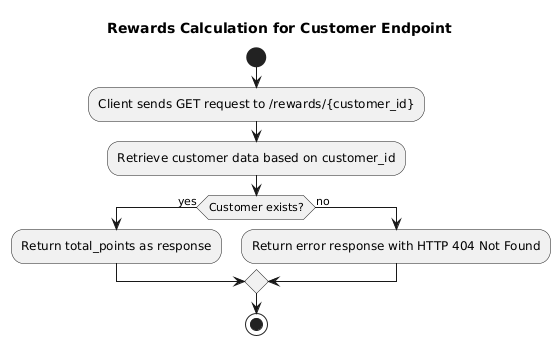 Rewards Calculation for Customer Endpoint
Client sends GET request to /rewards/{customer_id}
Retrieve customer data based on customer_id
yes
Customer exists?
no
Return total_points as response
Return error response with HTTP 404 Not Found